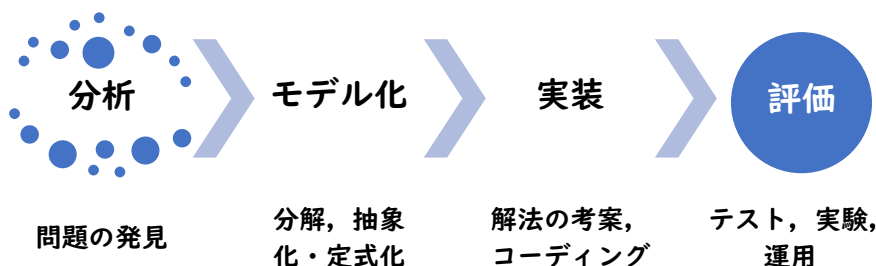 分析
モデル化
実装
評価
問題の発見
分解，抽象
化・定式化
解法の考案，
コーディング
テスト，実験，
運用